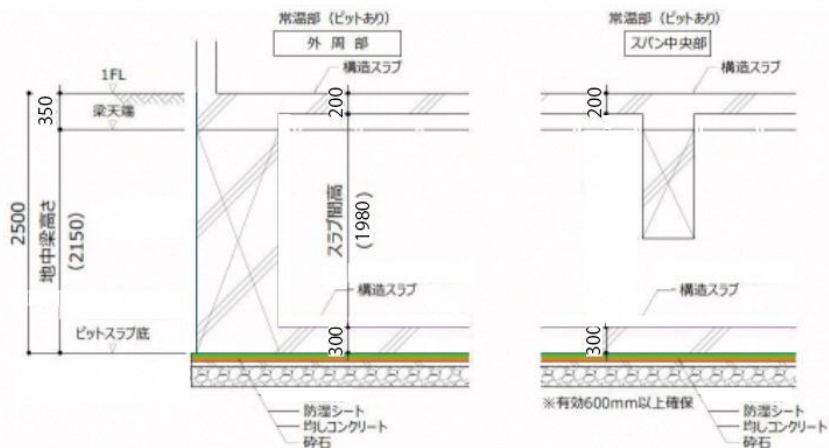 常温部 (ピットあり)
外 周 部
構造スラブ
1FL
梁天端
350
200
2500
地中梁高さ
(2150)
スラブ間高
(1980)
構造スラブ
ピットスラブ底
300
防湿シート
均しコンクリート
砕石
常温部 (ピットあり)
スパン中央部
構造スラブ
200
構造スラブ
300
※有効600mm以上確保
防湿シート
均しコンクリート
砕石